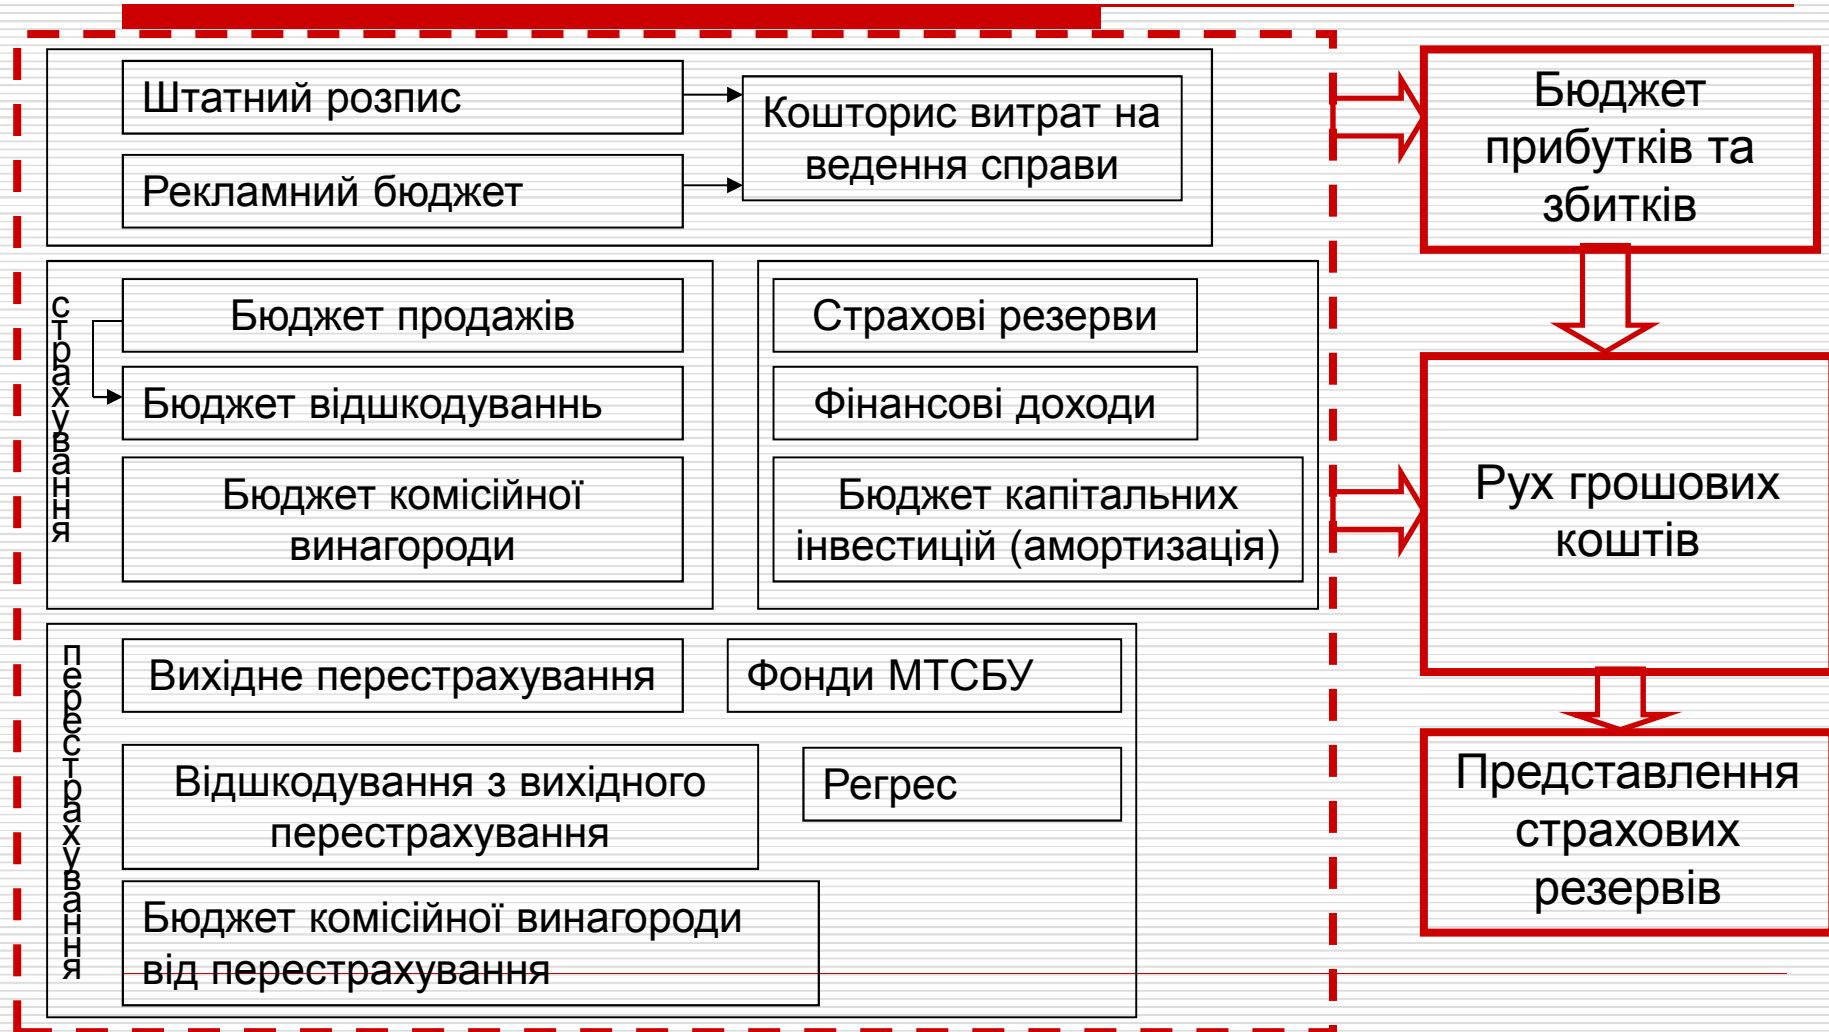 Штатний розпис
Кошторис витрат на
ведення справи
Рекламний бюджет
страхування
Бюджет продажів
Бюджет відшкодуваннь
Бюджет комісійної
винагороди
Страхові резерви
Фінансові доходи
Бюджет капітальних
інвестицій (амортизація)
перестрахування
Вихідне перестрахування
Фонди МТСБУ
Відшкодування з вихідного
перестрахування
Регрес
Бюджет комісійної винагороди
від перестрахування
Бюджет
прибутків та
збитків
Рух грошових
коштів
Представлення
страхових
резервів